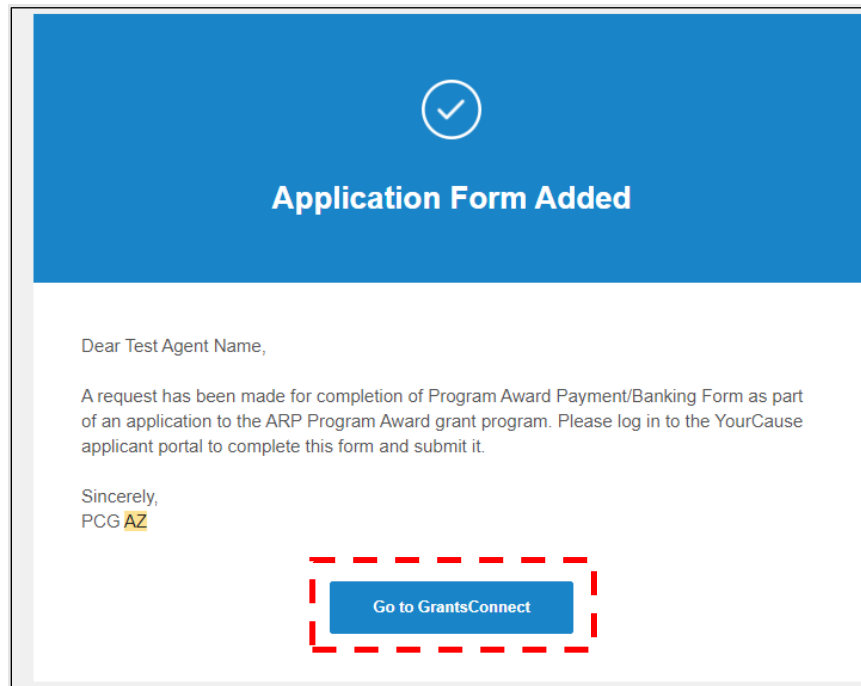 Application Form Added
Dear Test Agent Name,
A request has been made for completion of Program Award Payment/Banking Form as part
of an application to the ARP Program Award grant program. Please log in to the YourCause
applicant portal to complete this form and submit it.
Sincerely,
PCG AZ
Go to GrantsConnect